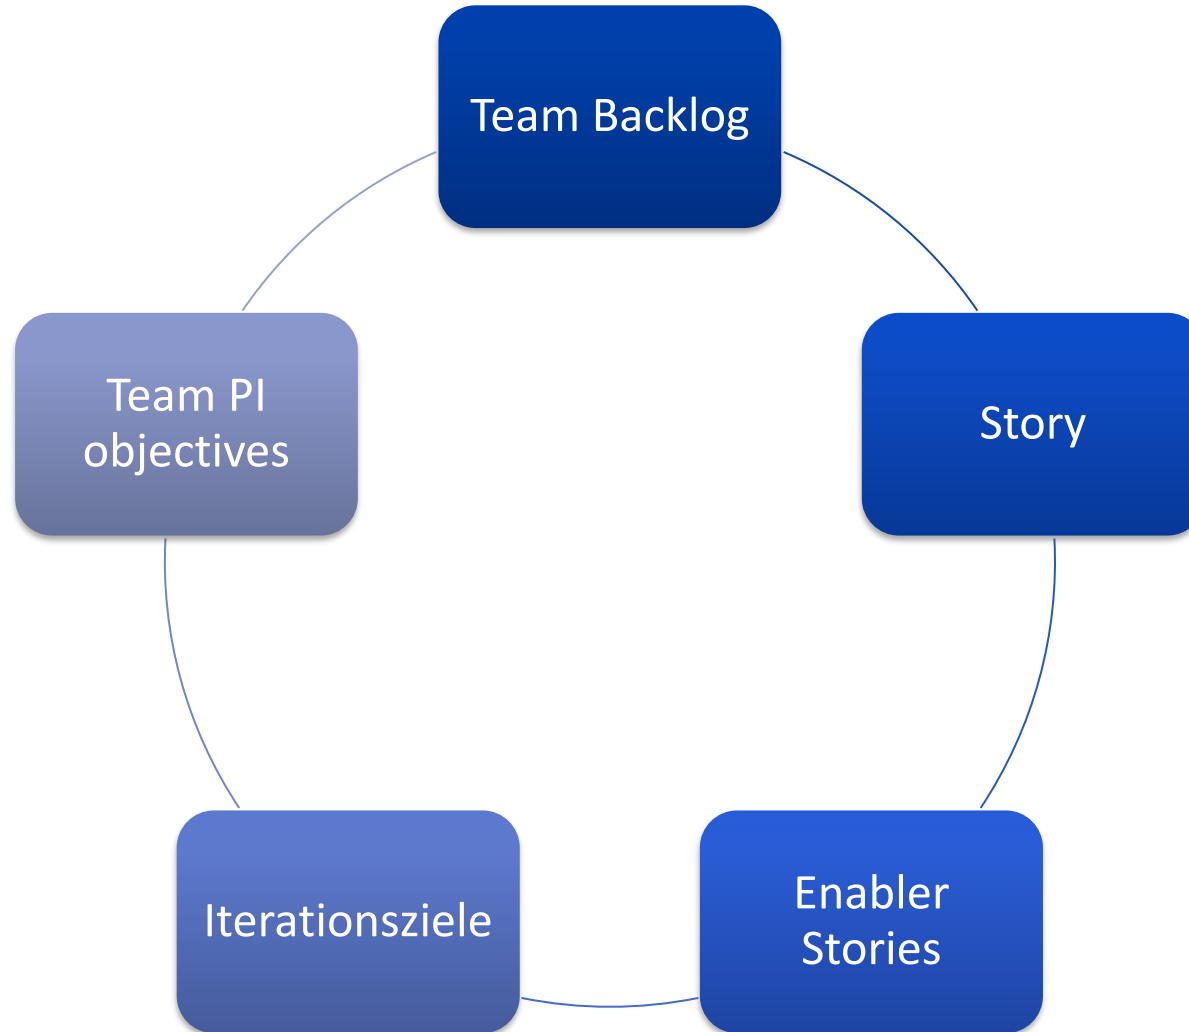 Team Backlog
Story
Enabler
Stories
Iterationsziele
Team PI
objectives